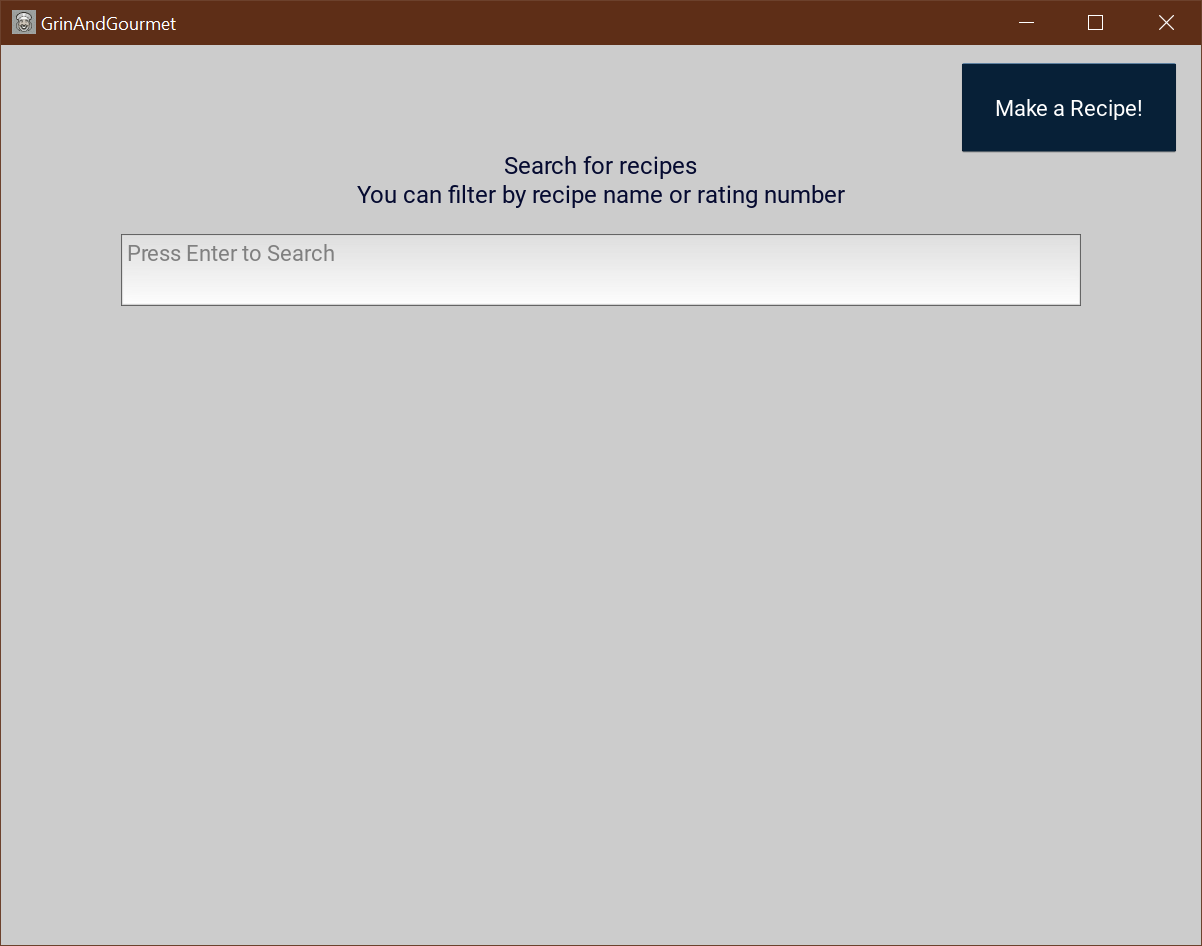 GrinAndGourmet
Make a Recipe!
Search for recipes
You can filter by recipe name or rating number
Press Enter to Search